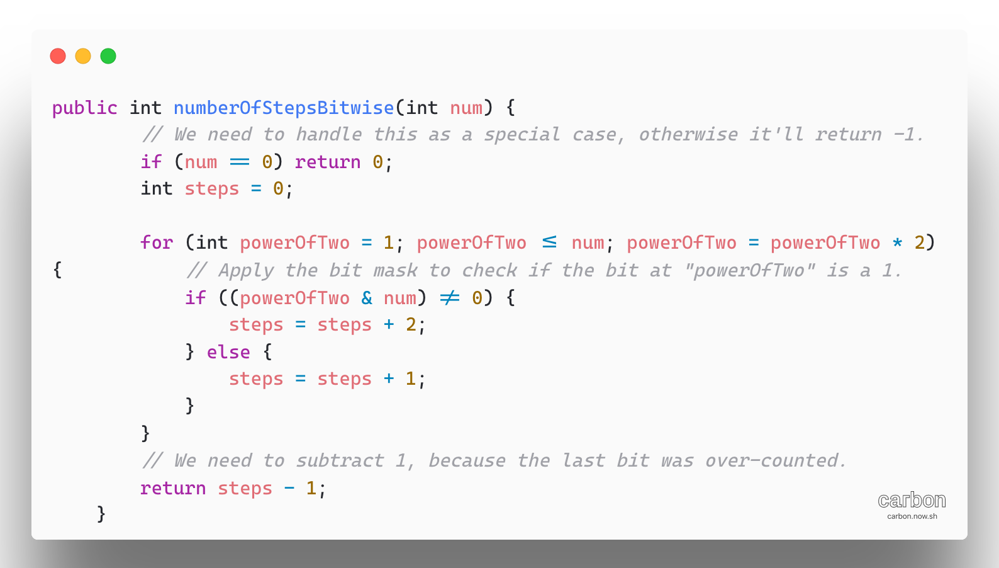 public int numberOfStepsBitwise(int num) {
        // We need to handle this as a special case, otherwise it'll return -1.
        if (num == 0) return 0;
        int steps = 0;

        for (int powerOfTwo = 1; powerOfTwo <= num; powerOfTwo = powerOfTwo * 2)
{           // Apply the bit mask to check if the bit at "powerOfTwo" is a 1.
            if ((powerOfTwo & num) != 0) {
                steps = steps + 2;
            } else {
                steps = steps + 1;
            }
        }
        // We need to subtract 1, because the last bit was over-counted.
        return steps - 1;
    }
carbon
carbon.now.sh